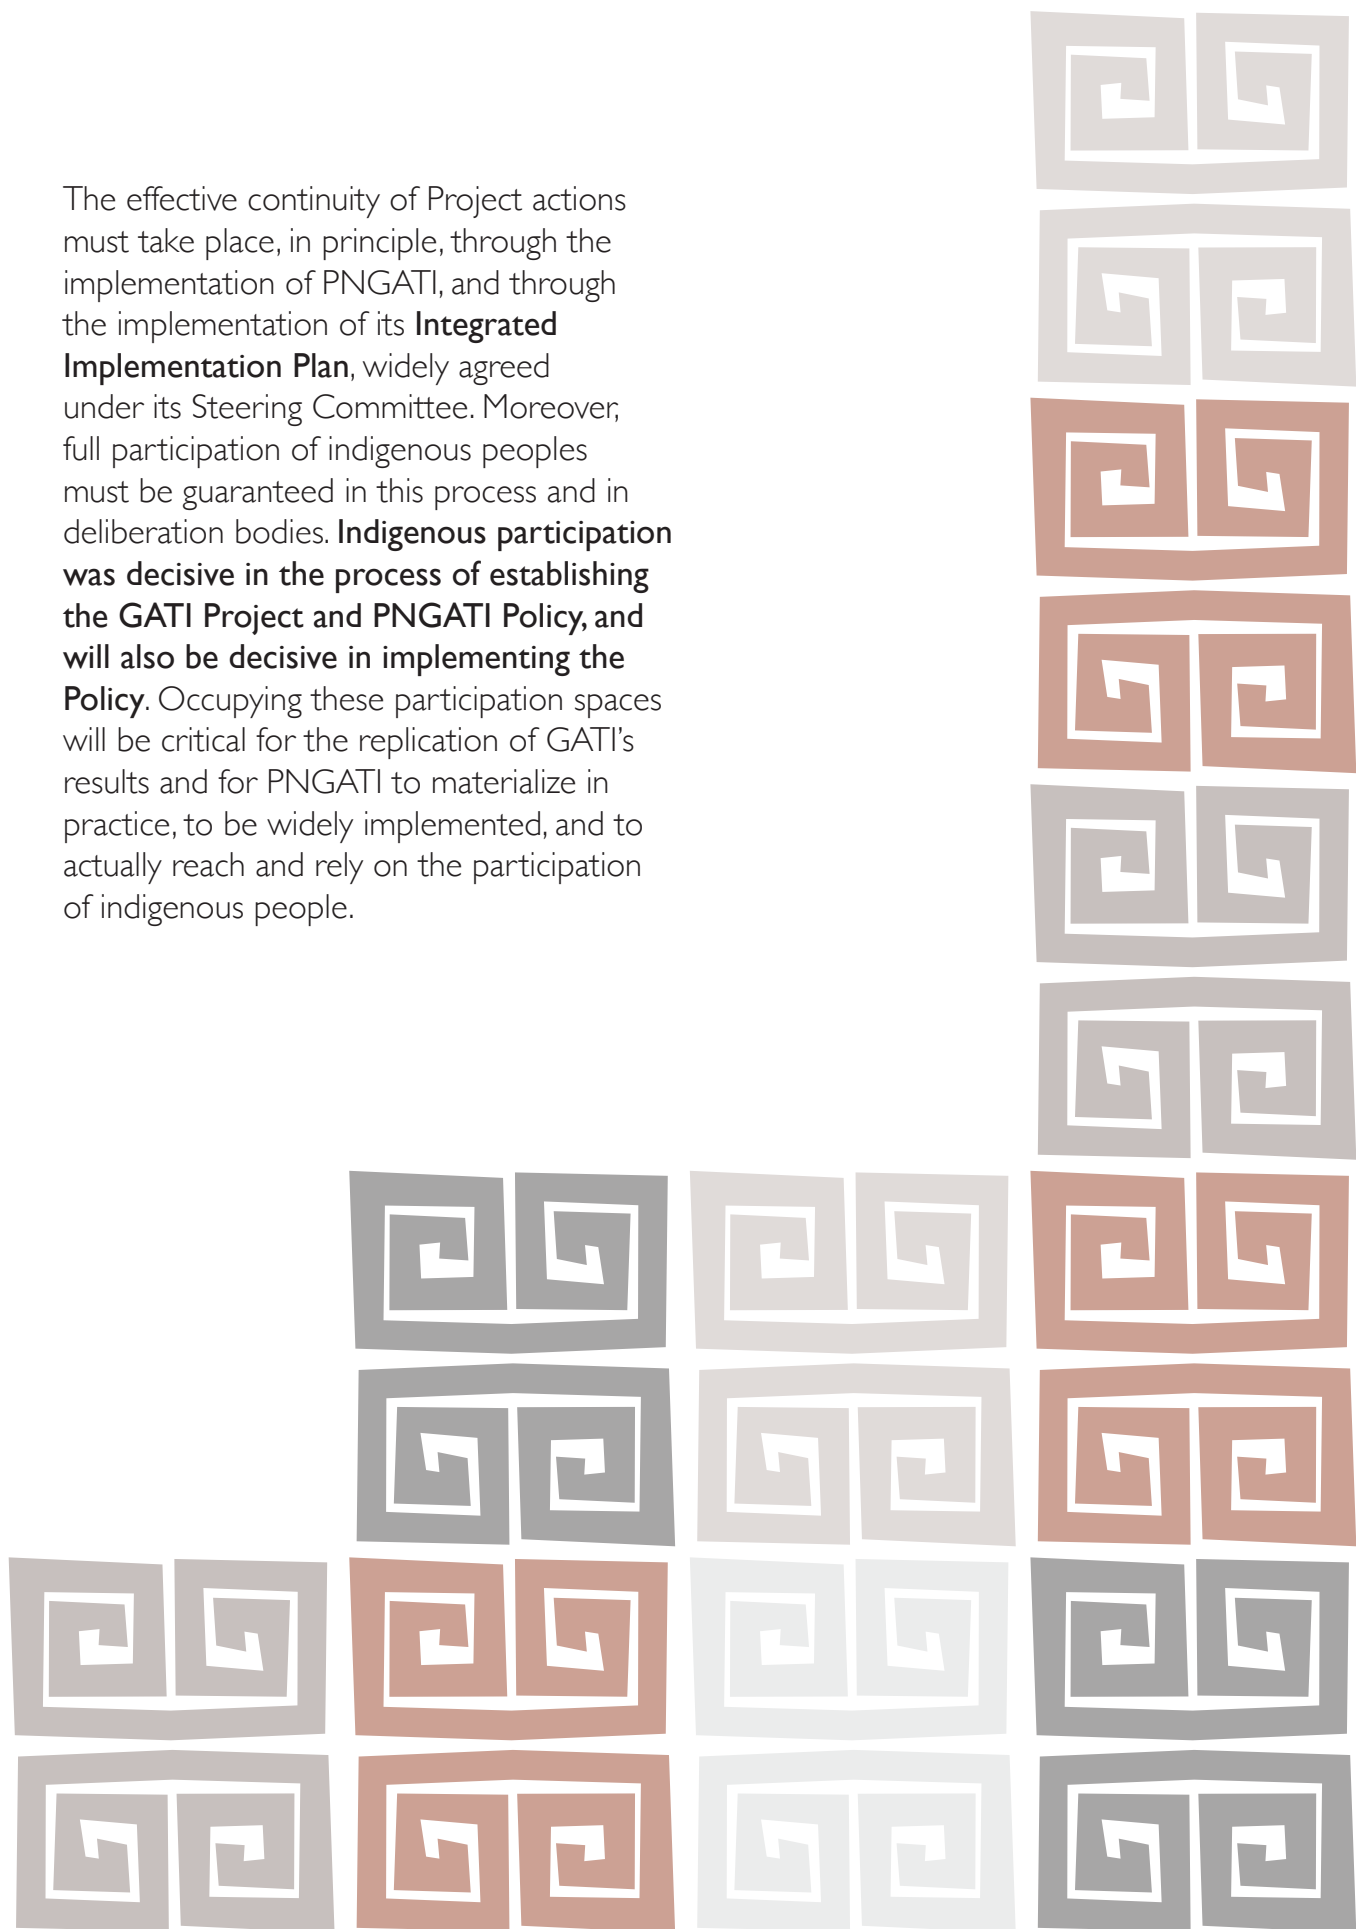 The effective continuity of Project actions
must take place, in principle, through the
implementation of PNGATI, and through
the implementation of its Integrated
Implementation Plan, widely agreed
under its Steering Committee. Moreover,
full participation of indigenous peoples
must be guaranteed in this process and in
deliberation bodies. Indigenous participation
was decisive in the process of establishing
the GATI Project and PNGATI Policy, and
will also be decisive in implementing the
Policy. Occupying these participation spaces
will be critical for the replication of GATI’s
results and for PNGATI to materialize in
practice, to be widely implemented, and to
actually reach and rely on the participation
of indigenous people.